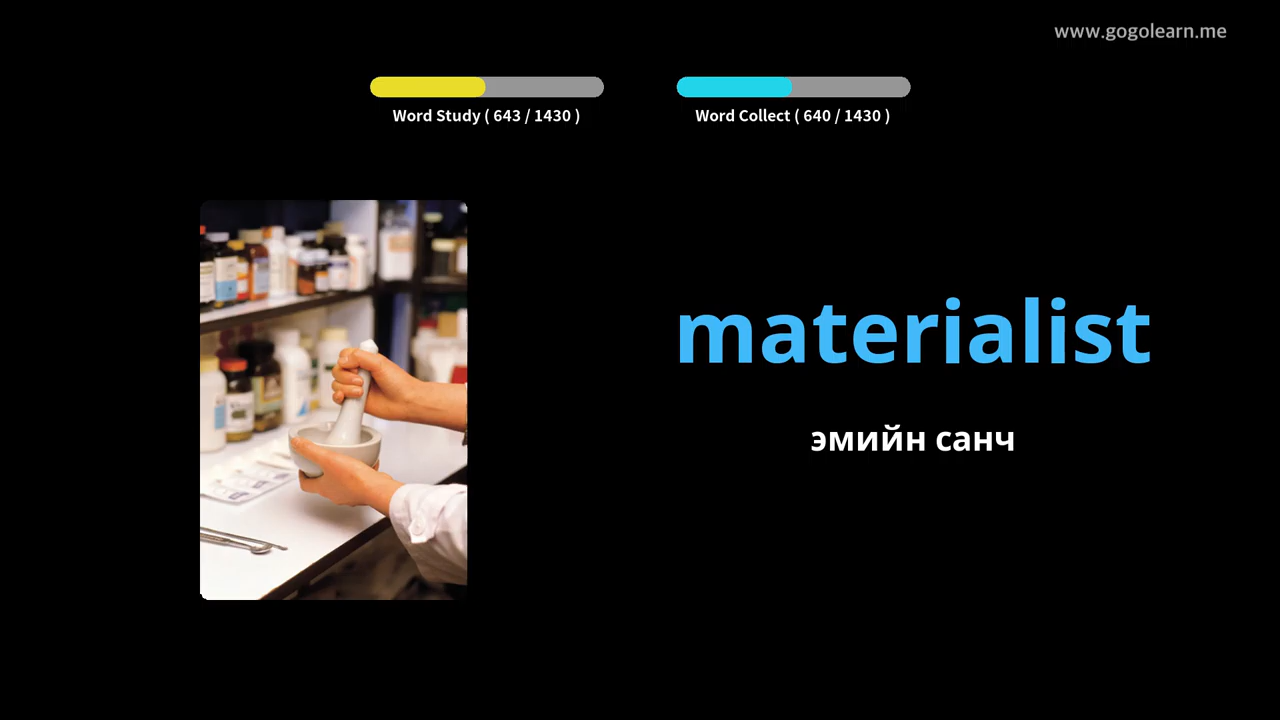 www.gogolearn.me
Word Study ( 643 / 1430 )
Word Collect ( 640 / 1430 )
materialist
эмийн санч